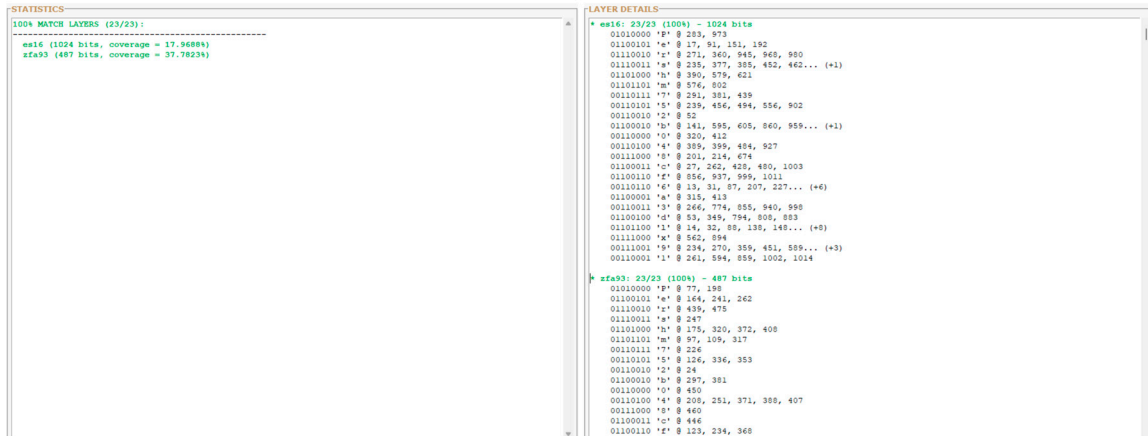 STATISTICS
100% MATCH LAYERS (23/23):
--------------------------------------------------
es16 (1024 bits, coverage = 17.9688%)
zfa93 (487 bits, coverage = 37.7823%)
LAYER DETAILS
* es16: 23/23 (100%) - 1024 bits
01010000 'P' @ 283, 973
01100101 'e' @ 17, 91, 151, 192
01110010 'r' @ 271, 360, 945, 968, 980
01110011 's' @ 235, 377, 385, 452, 462... (+1)
01101000 'h' @ 390, 579, 621
01101101 'm' @ 576, 802
00110111 '7' @ 291, 381, 439
00110101 '5' @ 239, 456, 494, 556, 902
00110010 '2' @ 52
01100010 'b' @ 141, 595, 605, 860, 959... (+1)
00110000 '0' @ 320, 412
00110100 '4' @ 389, 399, 484, 927
00111000 '8' @ 201, 214, 674
01100011 'c' @ 27, 262, 428, 480, 1003
01100110 'f' @ 856, 937, 999, 1011
00110110 '6' @ 13, 31, 87, 207, 227... (+6)
01100001 'a' @ 315, 413
00110011 '3' @ 266, 774, 855, 940, 998
01100100 'd' @ 53, 349, 794, 808, 883
01101100 'l' @ 14, 32, 88, 138, 148... (+8)
01111000 'x' @ 562, 894
00111001 '9' @ 234, 270, 359, 451, 589... (+3)
00110001 '1' @ 261, 594, 859, 1002, 1014
* zfa93: 23/23 (100%) - 487 bits
01010000 'P' @ 77, 198
01100101 'e' @ 164, 241, 262
01110010 'r' @ 439, 475
01110011 's' @ 247
01101000 'h' @ 175, 320, 372, 408
01101101 'm' @ 97, 109, 317
00110111 '7' @ 226
00110101 '5' @ 126, 336, 353
00110010 '2' @ 24
01100010 'b' @ 297, 381
00110000 '0' @ 450
00110100 '4' @ 208, 251, 371, 388, 407
00111000 '8' @ 460
01100011 'c' @ 446
01100110 'f' @ 123, 234, 368